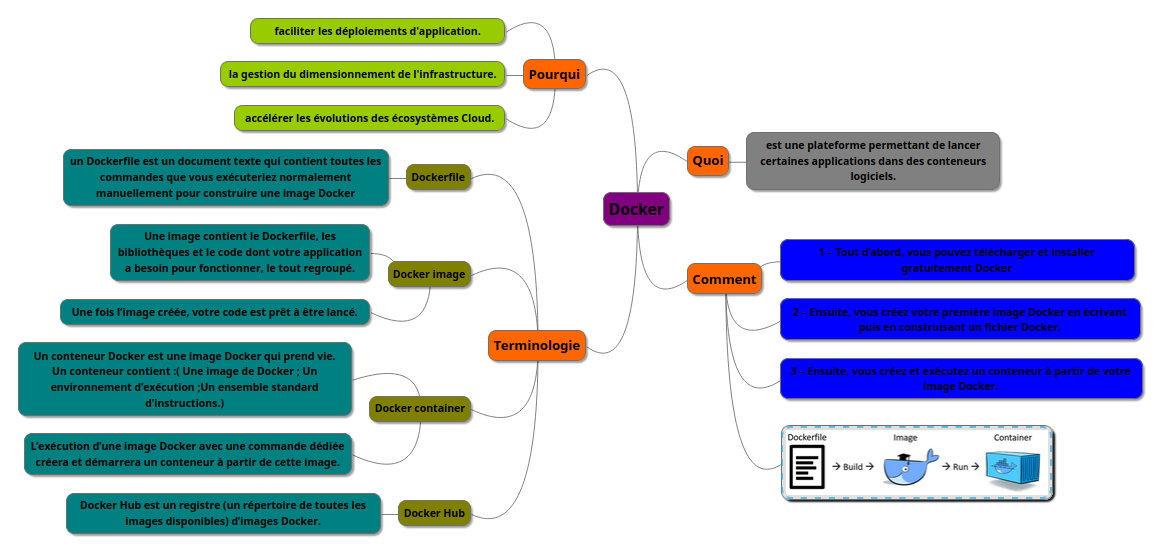 Docker
Pourqui
faciliter les déploiements d'application.
la gestion du dimensionnement de l'infrastructure.
accélérer les évolutions des écosystèmes Cloud.
Quoi
est une plateforme permettant de lancer
certaines applications dans des conteneurs
logiciels.
Comment
1 – Tout d'abord, vous pouvez télécharger et installer
gratuitement Docker
2 – Ensuite, vous créez votre première image Docker en écrivant
puis en construisant un fichier Docker.
3 – Ensuite, vous créez et exécutez un conteneur à partir de votre
image Docker.
Dockerfile
Image
Container
→ Build →
→ Run →
Terminologie
Dockerfile
un Dockerfile est un document texte qui contient toutes les
commandes que vous exécuteriez normalement
manuellement pour construire une image Docker
Docker image
Une image contient le Dockerfile, les
bibliothèques et le code dont votre application
a besoin pour fonctionner, le tout regroupé.
Une fois l’image créée, votre code est prêt à être lancé.
Docker container
Un conteneur Docker est une image Docker qui prend vie.
Un conteneur contient :( Une image de Docker ; Un
environnement d’exécution ;Un ensemble standard
d’instructions.)
L’exécution d’une image Docker avec une commande dédiée
créera et démarrera un conteneur à partir de cette image.
Docker Hub
Docker Hub est un registre (un répertoire de toutes les
images disponibles) d’images Docker.